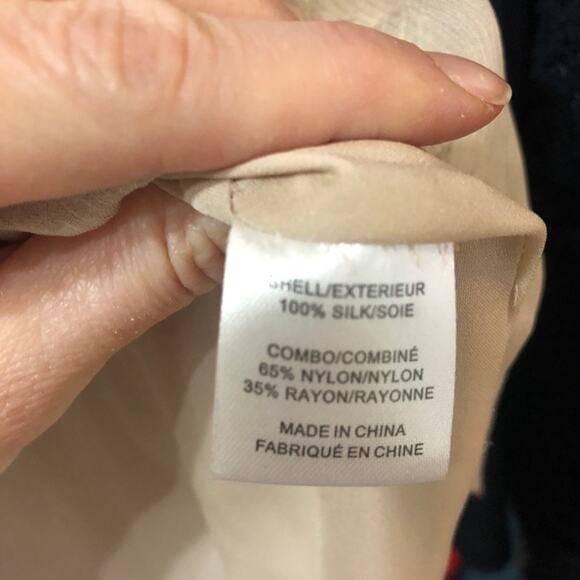 SHELL/EXTERIEUR
100% SILK/SOIE
COMBO/COMBINÉ
65% NYLON/NYLON
35% RAYON/RAYONNE
MADE IN CHINA
FABRIQUÉ EN CHINE